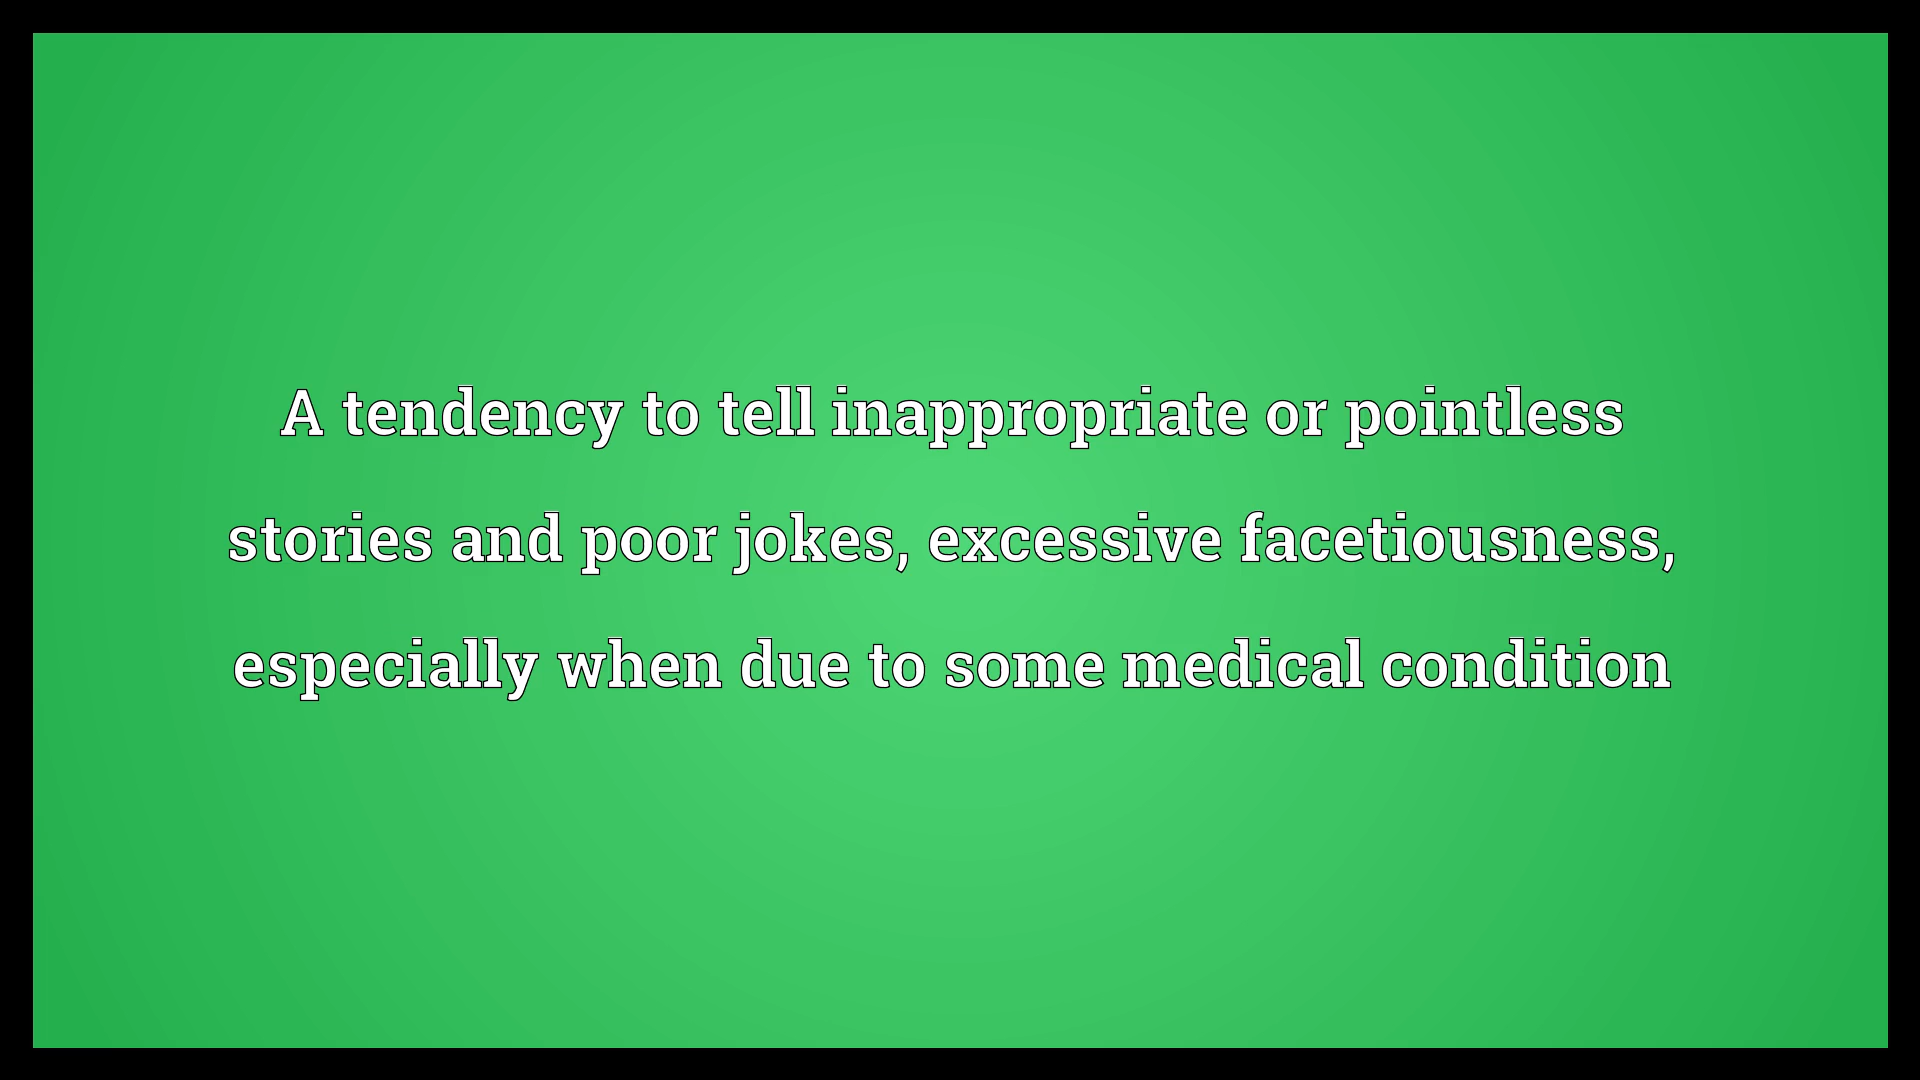 A tendency to tell inappropriate or pointless
stories and poor jokes, excessive facetiousness,
especially when due to some medical condition